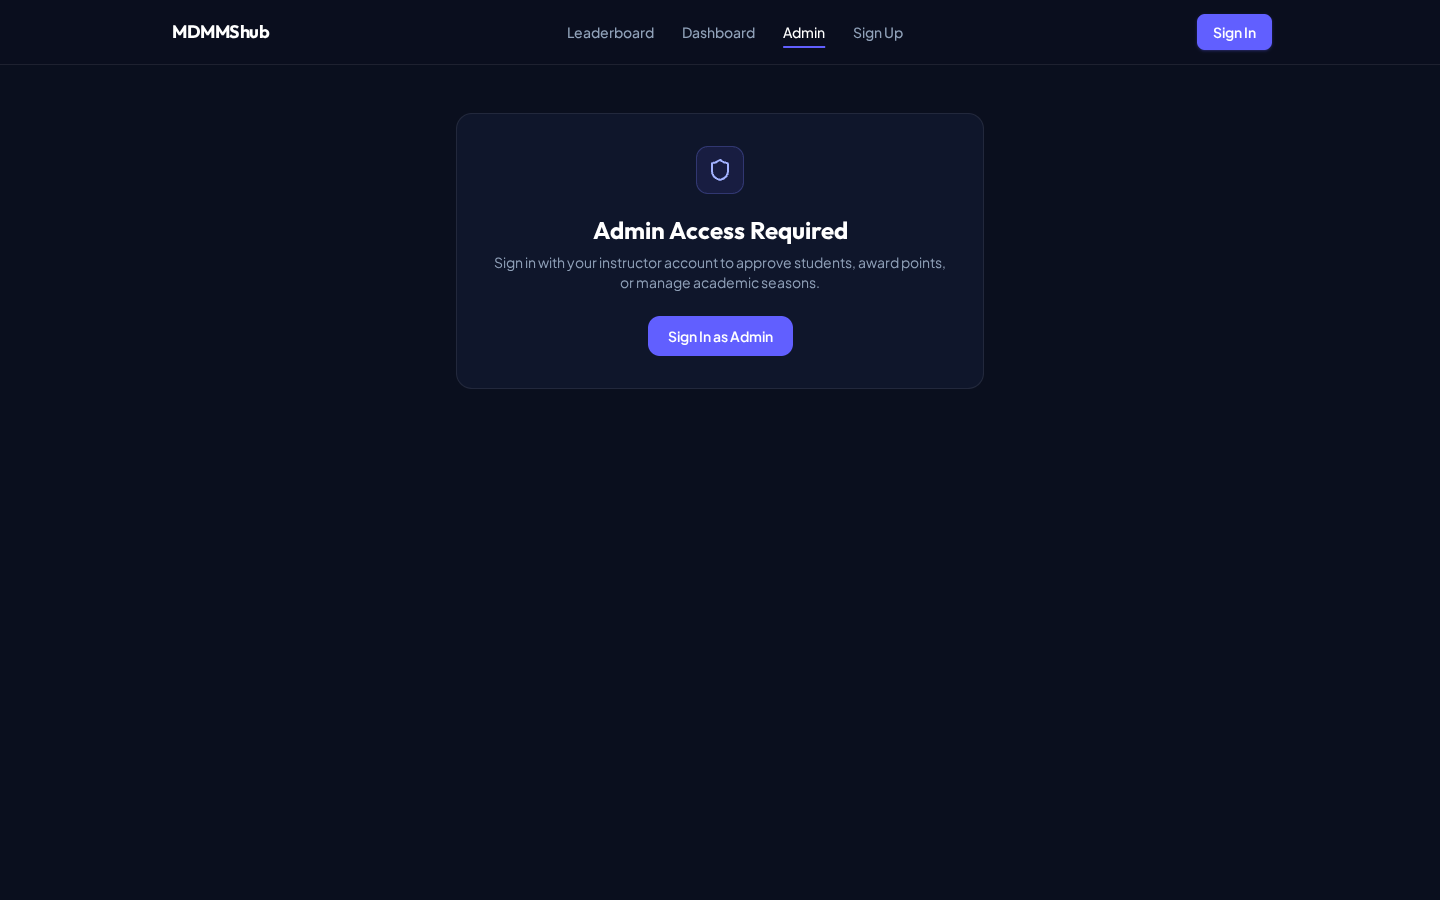 MDMMShub
Leaderboard
Dashboard
Admin
Sign Up
Sign In
Admin Access Required
Sign in with your instructor account to approve students, award points,
or manage academic seasons.
Sign In as Admin